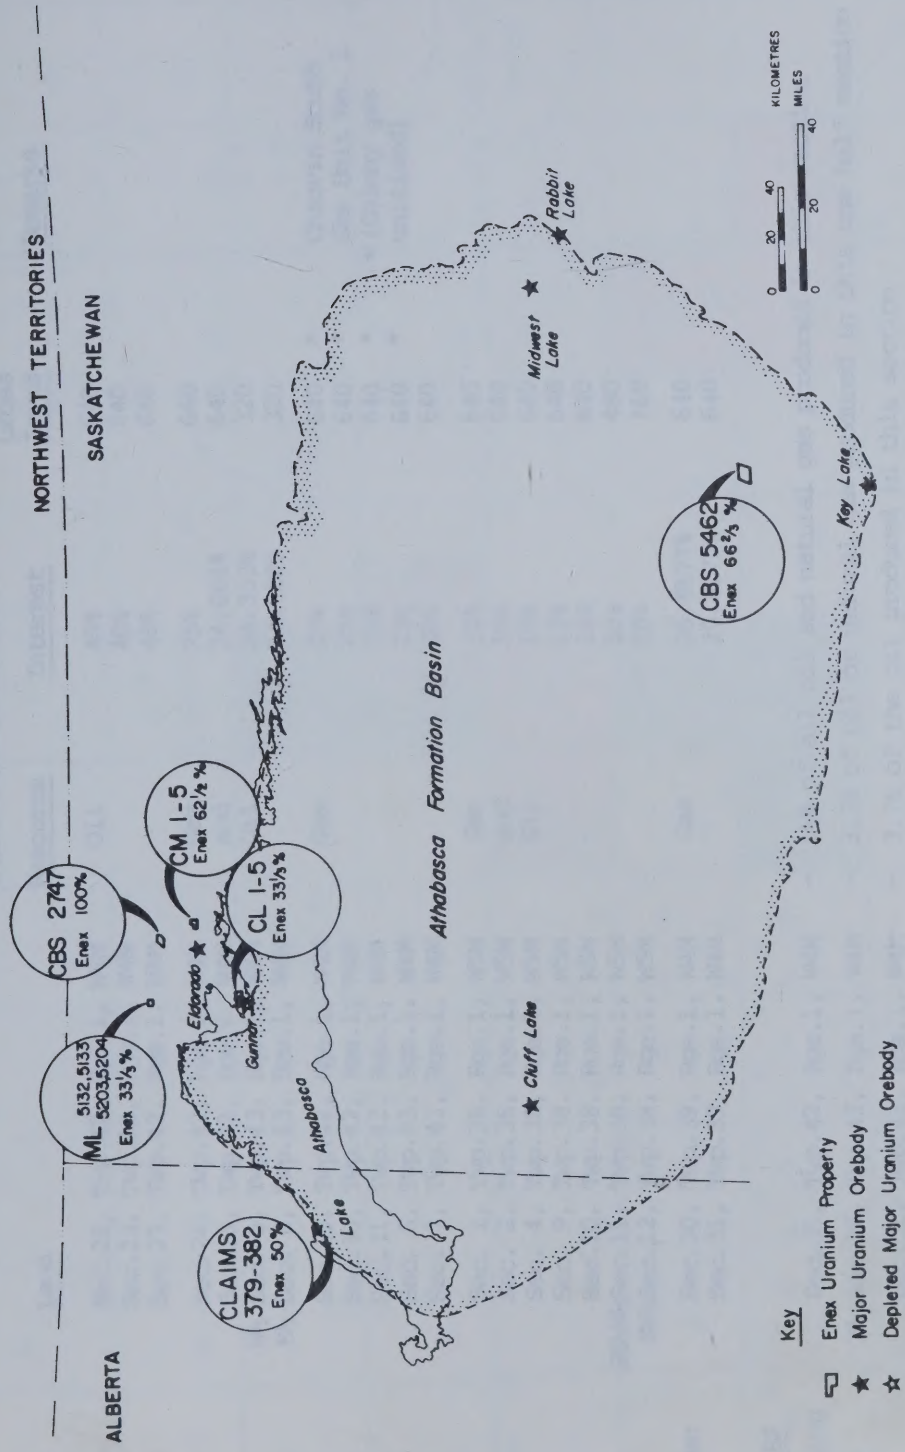 NORTHWEST TERRITORIES
ALBERTA
SASKATCHEWAN
CBS 2747
Enex 100%
ML 5132,5133
5203,5204
Enex 33⅓%
CM 1-5
Enex 62½%
Eldorado
CL 1-5
Enex 33⅓%
Gunnar
CLAIMS
379-382
Enex 50%
Lake Athabasca
Athabasca Formation Basin
Cluff Lake
Midwest
Lake
Rabbit
Lake
CBS 5462
Enex 66⅔%
Key Lake
Key
Enex Uranium Property
Major Uranium Orebody
Depleted Major Uranium Orebody
0 20 40 KILOMETRES
0 20 40 MILES